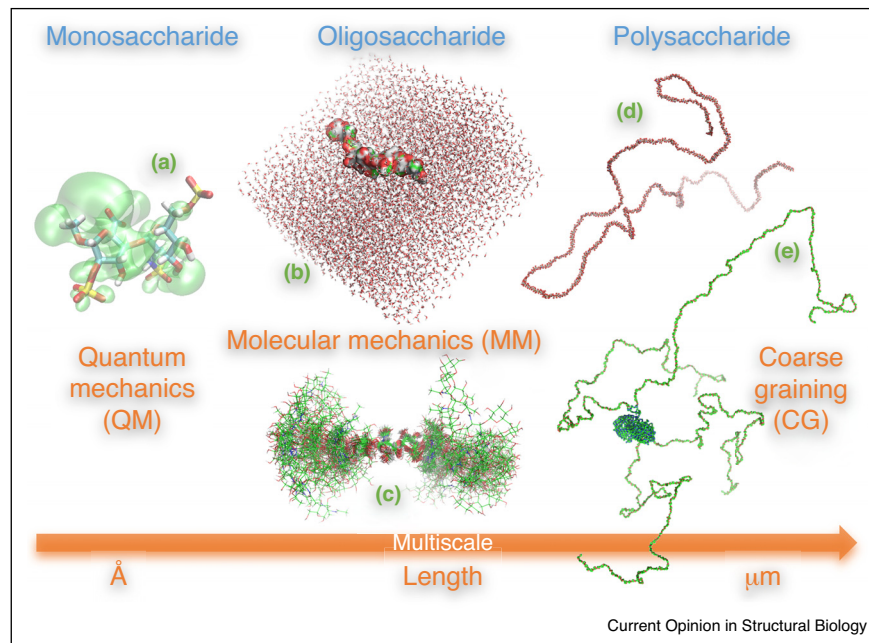 Monosaccharide
Oligosaccharide
Polysaccharide
(a)
(b)
(d)
(e)
Quantum
mechanics
(QM)
Molecular mechanics (MM)
Coarse
graining
(CG)
(c)
Multiscale
Å
Length
μm
Current Opinion in Structural Biology